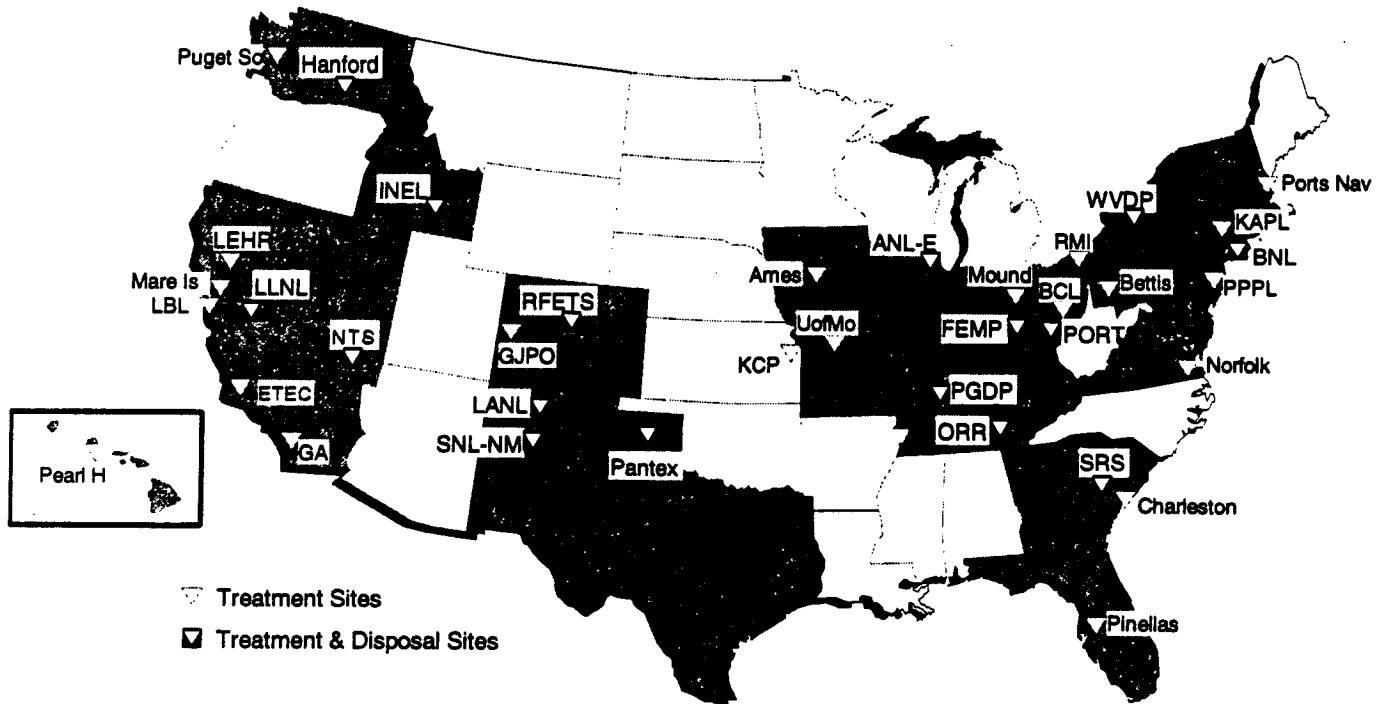 Puget So
Hanford
INEL
LEHR
Mare Is
LBL
LLNL
NTS
ETEC
GA
Pearl H
RFETS
GJPO
LANL
SNL-NM
Pantex
Ames
ANL-E
UofMo
KCP
Mound
FEMP
RMI
BCL
PORT
PGDP
ORR
WVDP
Bettis
Ports Nav
KAPL
BNL
PPPL
Norfolk
SRS
Charleston
Pinellas
Treatment Sites
Treatment & Disposal Sites